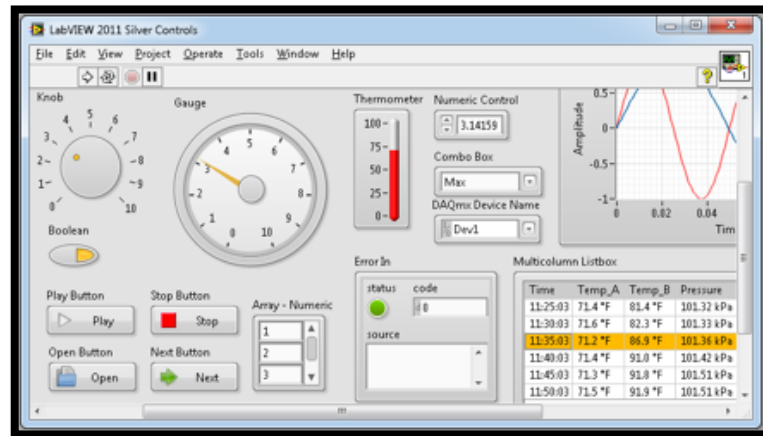 LabVIEW 2011 Silver Controls
File Edit View Project Operate Tools Window Help
Knob
0 1 2 3 4 5 6 7 8 9 10
Gauge
0 1 2 3 4 5 6 7 8 9 10
Thermometer
100
75
50
25
0
Numeric Control
3.14159
Combo Box
Max
DAQmx Device Name
Dev1
Amplitude
0.5
0
-0.5
-1
0 0.02 0.04
Tim
Boolean
Play Button
Play
Stop Button
Stop
Open Button
Open
Next Button
Next
Array - Numeric
1
2
3
Error In
status code
0
source
Multicolumn Listbox
Time Temp_A Temp_B Pressure
11:25:03 71.4 °F 81.4 °F 101.32 kPa
11:30:03 71.6 °F 82.3 °F 101.33 kPa
11:35:03 71.2 °F 86.9 °F 101.36 kPa
11:40:03 71.4 °F 91.0 °F 101.42 kPa
11:45:03 71.3 °F 91.8 °F 101.51 kPa
11:50:03 71.5 °F 91.9 °F 101.51 kPa